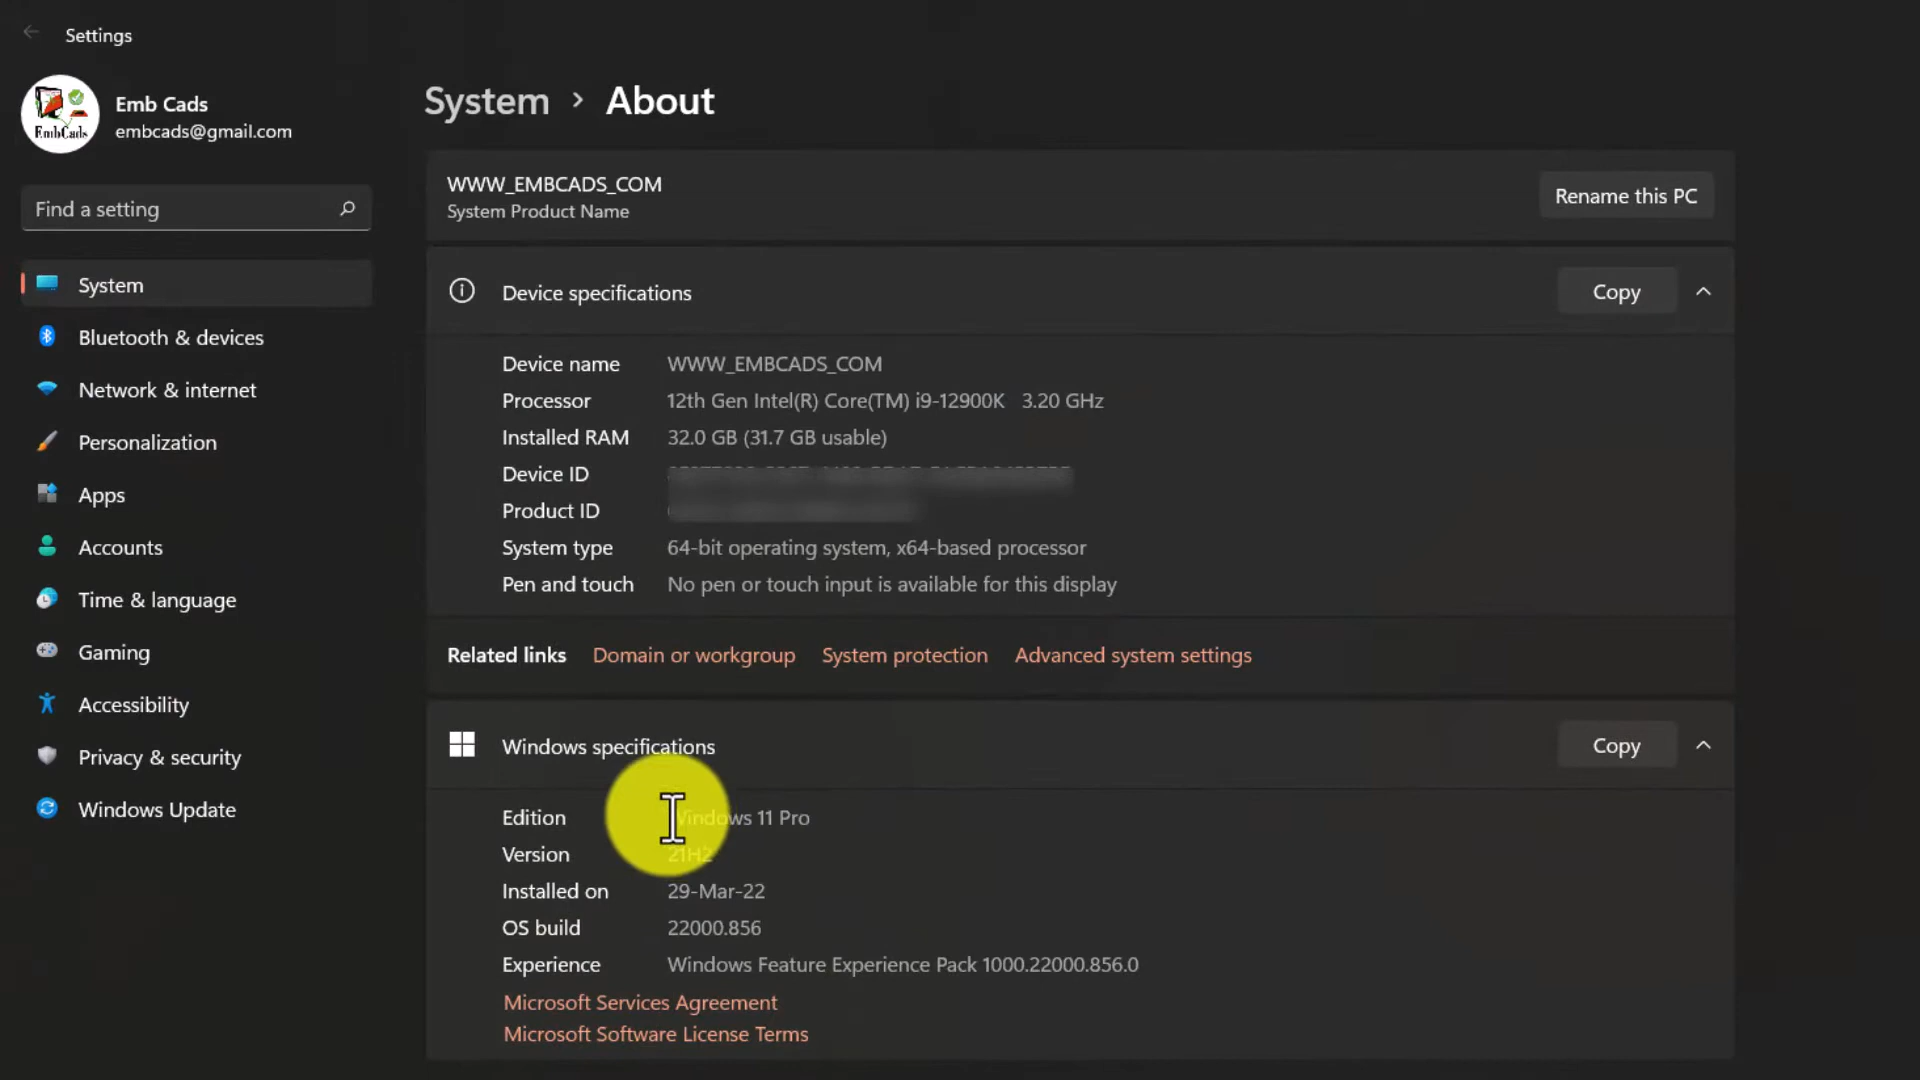 Settings
EmbCads
Emb Cads
embcads@gmail.com
Find a setting
System
Bluetooth & devices
Network & internet
Personalization
Apps
Accounts
Time & language
Gaming
Accessibility
Privacy & security
Windows Update
System > About
WWW_EMBCADS_COM
System Product Name
Rename this PC
Device specifications
Copy
Device name WWW_EMBCADS_COM
Processor 12th Gen Intel(R) Core(TM) i9-12900K 3.20 GHz
Installed RAM 32.0 GB (31.7 GB usable)
Device ID
Product ID
System type 64-bit operating system, x64-based processor
Pen and touch No pen or touch input is available for this display
Related links Domain or workgroup System protection Advanced system settings
Windows specifications
Copy
Edition Windows 11 Pro
Version 21H2
Installed on 29-Mar-22
OS build 22000.856
Experience Windows Feature Experience Pack 1000.22000.856.0
Microsoft Services Agreement
Microsoft Software License Terms